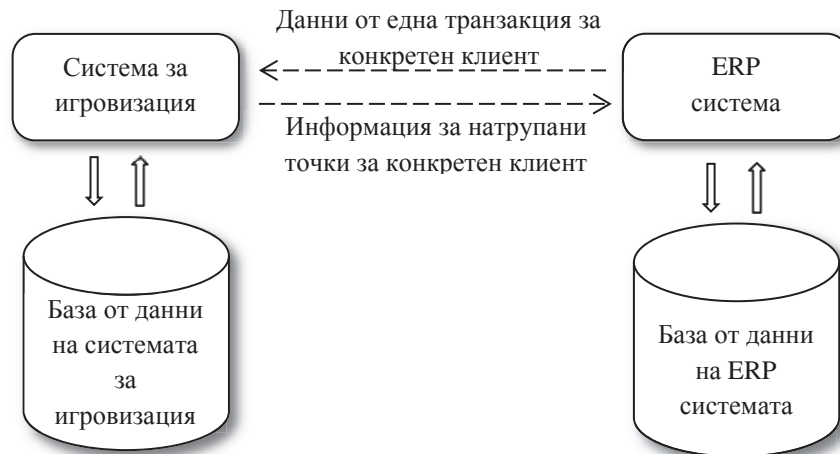 Данни от една транзакция за
конкретен клиент
Система за
игровизация
ERP
система
Информация за натрупани
точки за конкретен клиент
База от данни
на системата
за
игровизация
База от данни
на ERP
системата